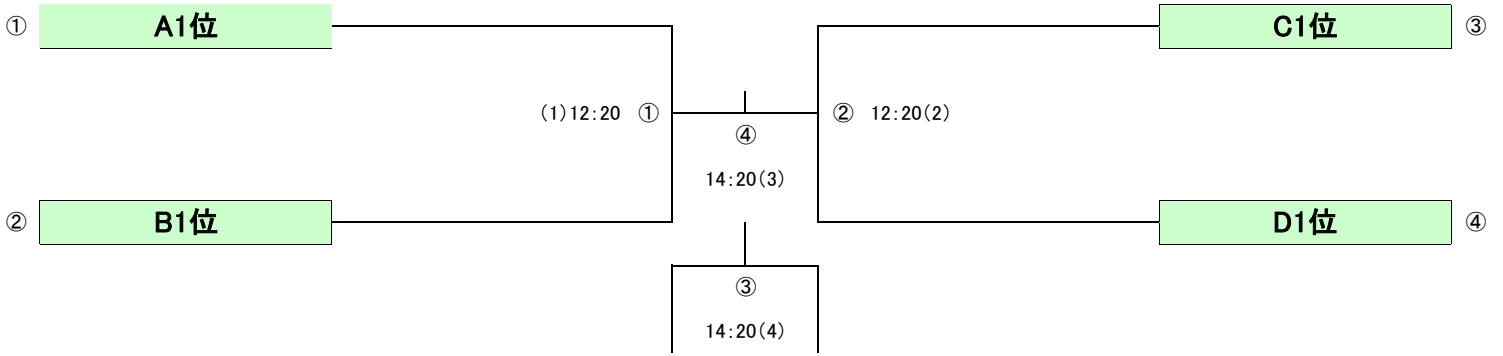 ① A1位 C1位 ③
(1)12:20 ① ② 12:20(2)
④
14:20(3)
② B1位 D1位 ④
③
14:20(4)